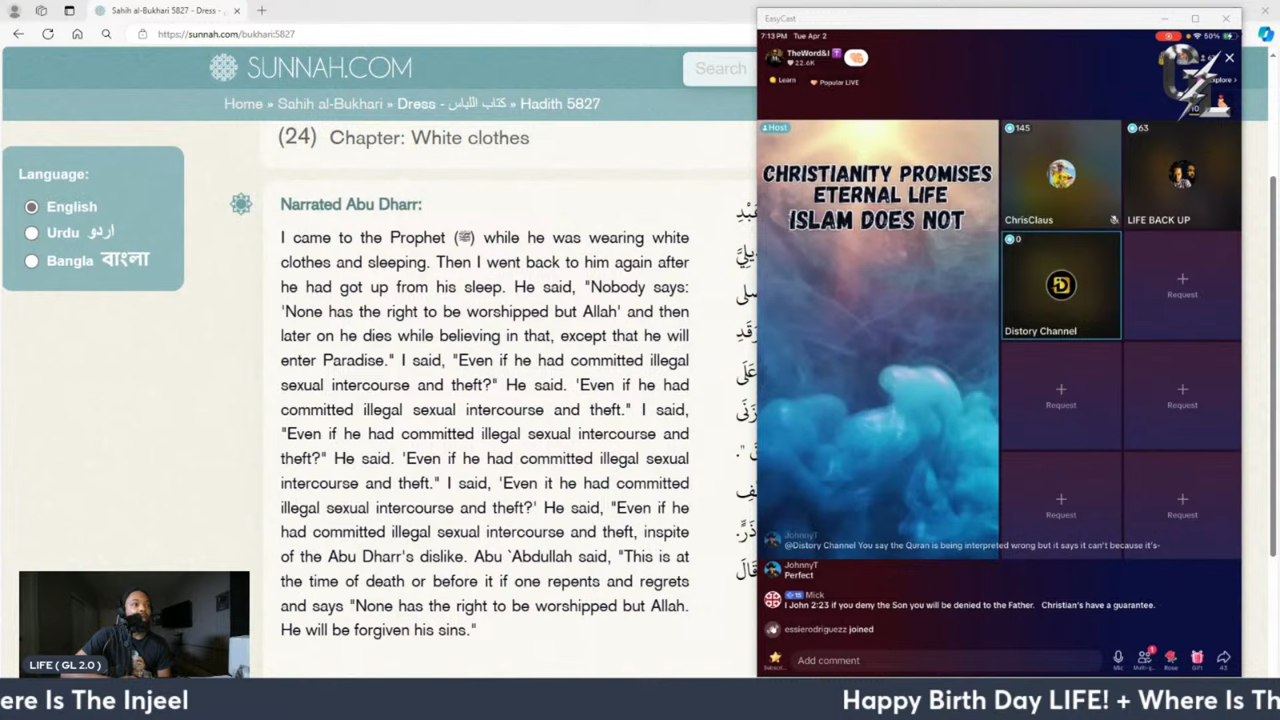 Sahih al-Bukhari 5827 - Dress -
https://sunnah.com/bukhari:5827
SUNNAH.COM
Search
Home » Sahih al-Bukhari » Dress - كتاب اللباس » Hadith 5827
(24) Chapter: White clothes
Language:
English
Urdu اردو
Bangla বাংলা
Narrated Abu Dharr:
I came to the Prophet (ﷺ) while he was wearing white
clothes and sleeping. Then I went back to him again after
he had got up from his sleep. He said, "Nobody says:
'None has the right to be worshipped but Allah' and then
later on he dies while believing in that, except that he will
enter Paradise." I said, "Even if he had committed illegal
sexual intercourse and theft?" He said. 'Even if he had
committed illegal sexual intercourse and theft." I said,
"Even if he had committed illegal sexual intercourse and
theft?" He said. 'Even if he had committed illegal sexual
intercourse and theft." I said, 'Even it he had committed
illegal sexual intercourse and theft?' He said, "Even if he
had committed illegal sexual intercourse and theft, inspite
of the Abu Dharr's dislike. Abu `Abdullah said, "This is at
the time of death or before it if one repents and regrets
and says "None has the right to be worshipped but Allah.
He will be forgiven his sins."
EasyCast
7:13 PM Tue Apr 2
50%
TheWord&I
22.6K
Learn
Popular LIVE
Host
CHRISTIANITY PROMISES
ETERNAL LIFE
ISLAM DOES NOT
145
ChrisClaus
63
LIFE BACK UP
0
Distory Channel
Request
Request
Request
Request
Request
JohnnyT
@Distory Channel You say the Quran is being interpreted wrong but it says it can't because it's-
JohnnyT
Perfect
15 Mick
I John 2:23 if you deny the Son you will be denied to the Father. Christian's have a guarantee.
essierodriguezz joined
Add comment
Mic
Rose
Gift
43
LIFE ( GL 2.0 )
ere Is The Injeel
Happy Birth Day LIFE! + Where Is Th